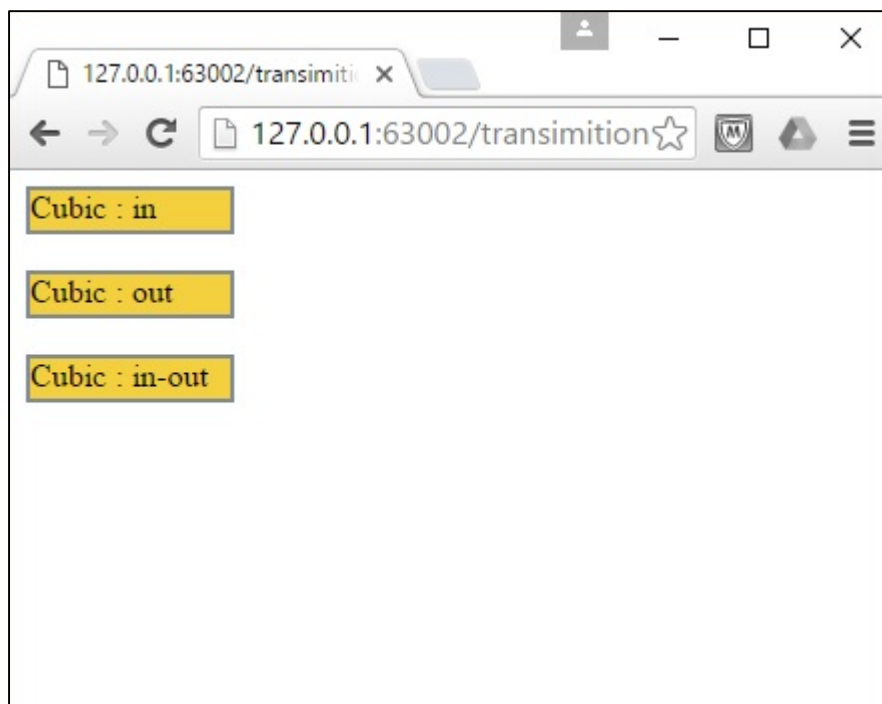 127.0.0.1:63002/transimiti
127.0.0.1:63002/transimition
Cubic : in
Cubic : out
Cubic : in-out